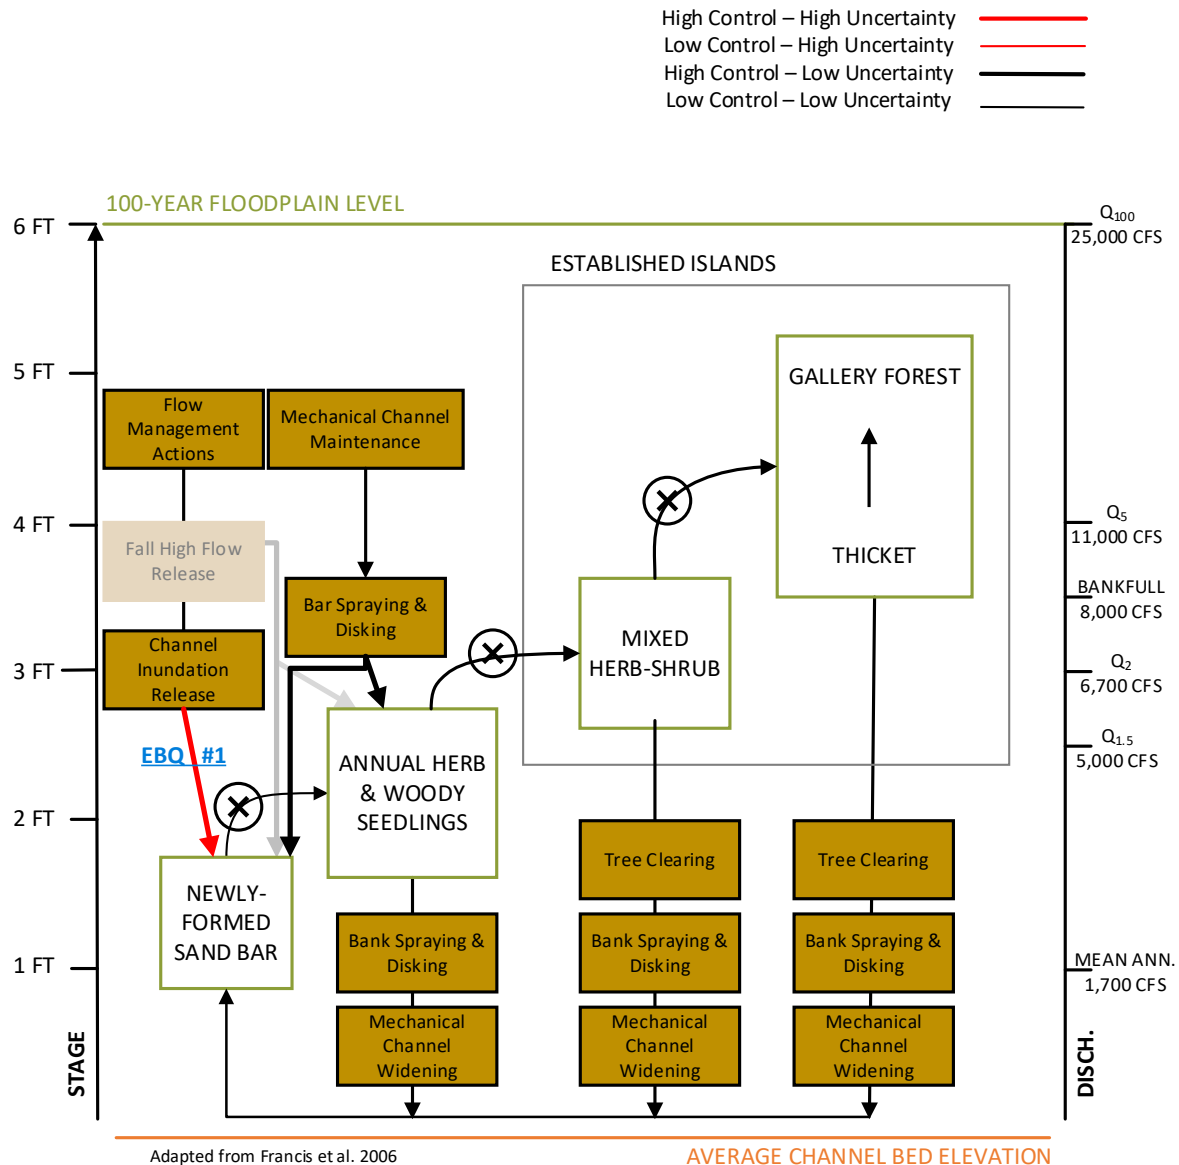 High Control – High Uncertainty
Low Control – High Uncertainty
High Control – Low Uncertainty
Low Control – Low Uncertainty
100-YEAR FLOODPLAIN LEVEL
6 FT
5 FT
4 FT
3 FT
2 FT
1 FT
STAGE
Q100
25,000 CFS
Q5
11,000 CFS
BANKFULL
8,000 CFS
Q2
6,700 CFS
Q1.5
5,000 CFS
MEAN ANN.
1,700 CFS
DISCH.
ESTABLISHED ISLANDS
GALLERY FOREST
THICKET
Flow
Management
Actions
Mechanical Channel
Maintenance
Fall High Flow
Release
Bar Spraying &
Disking
Channel
Inundation
Release
EBQ #1
MIXED
HERB-SHRUB
ANNUAL HERB
& WOODY
SEEDLINGS
NEWLY-
FORMED
SAND BAR
Tree Clearing
Tree Clearing
Bank Spraying &
Disking
Bank Spraying &
Disking
Bank Spraying &
Disking
Mechanical
Channel
Widening
Mechanical
Channel
Widening
Mechanical
Channel
Widening
Adapted from Francis et al. 2006
AVERAGE CHANNEL BED ELEVATION